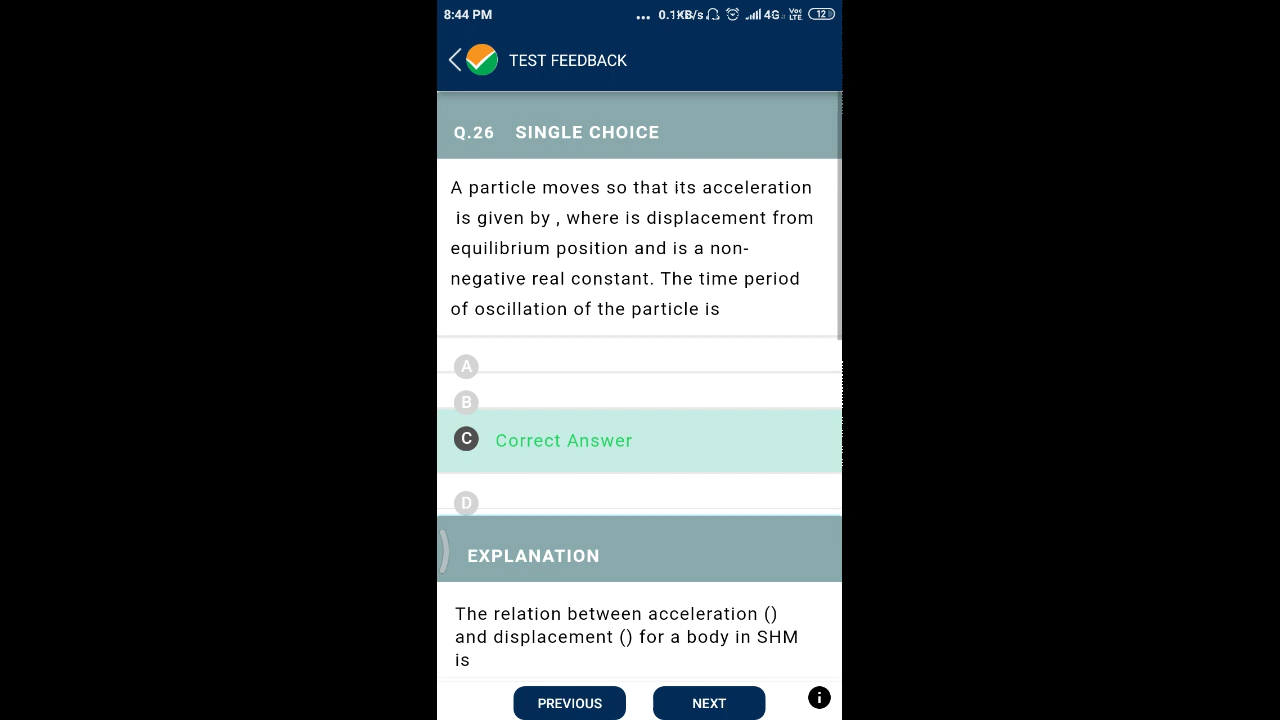 8:44 PM ... 0.1KB/s 4G Vo) LTE 12
TEST FEEDBACK
Q.26 SINGLE CHOICE
A particle moves so that its acceleration
is given by , where is displacement from
equilibrium position and is a non-
negative real constant. The time period
of oscillation of the particle is
A
B
C Correct Answer
D
EXPLANATION
The relation between acceleration ()
and displacement () for a body in SHM
is
PREVIOUS NEXT i